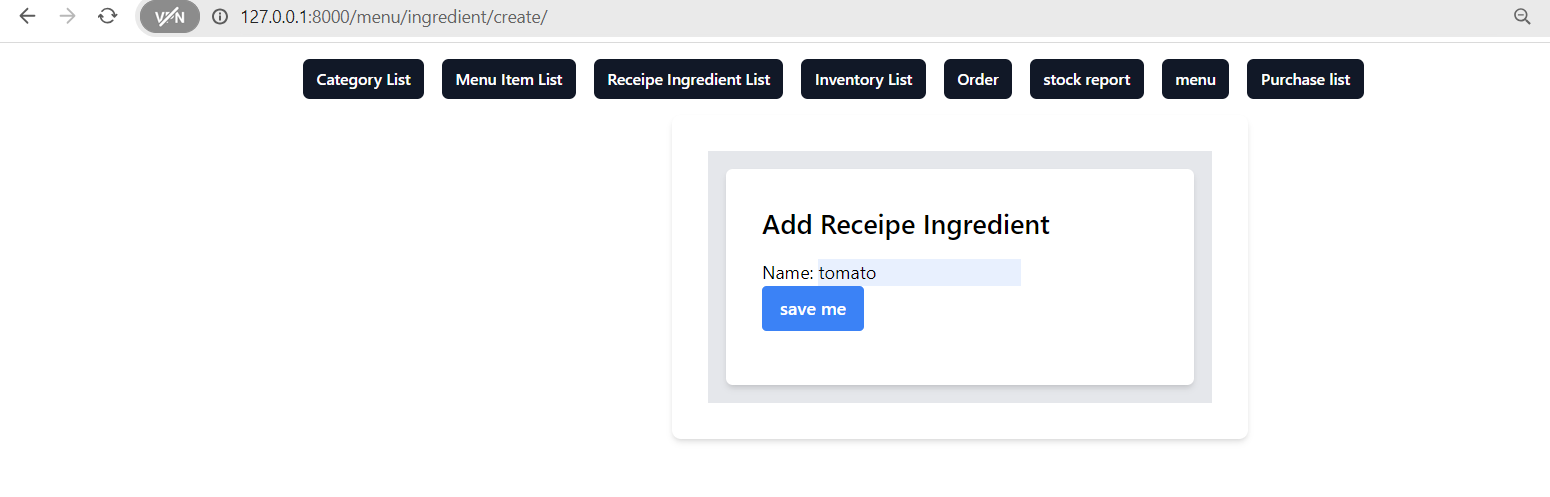 VPN
127.0.0.1:8000/menu/ingredient/create/
Category List Menu Item List Receipe Ingredient List Inventory List Order stock report menu Purchase list
Add Receipe Ingredient
Name: tomato
save me